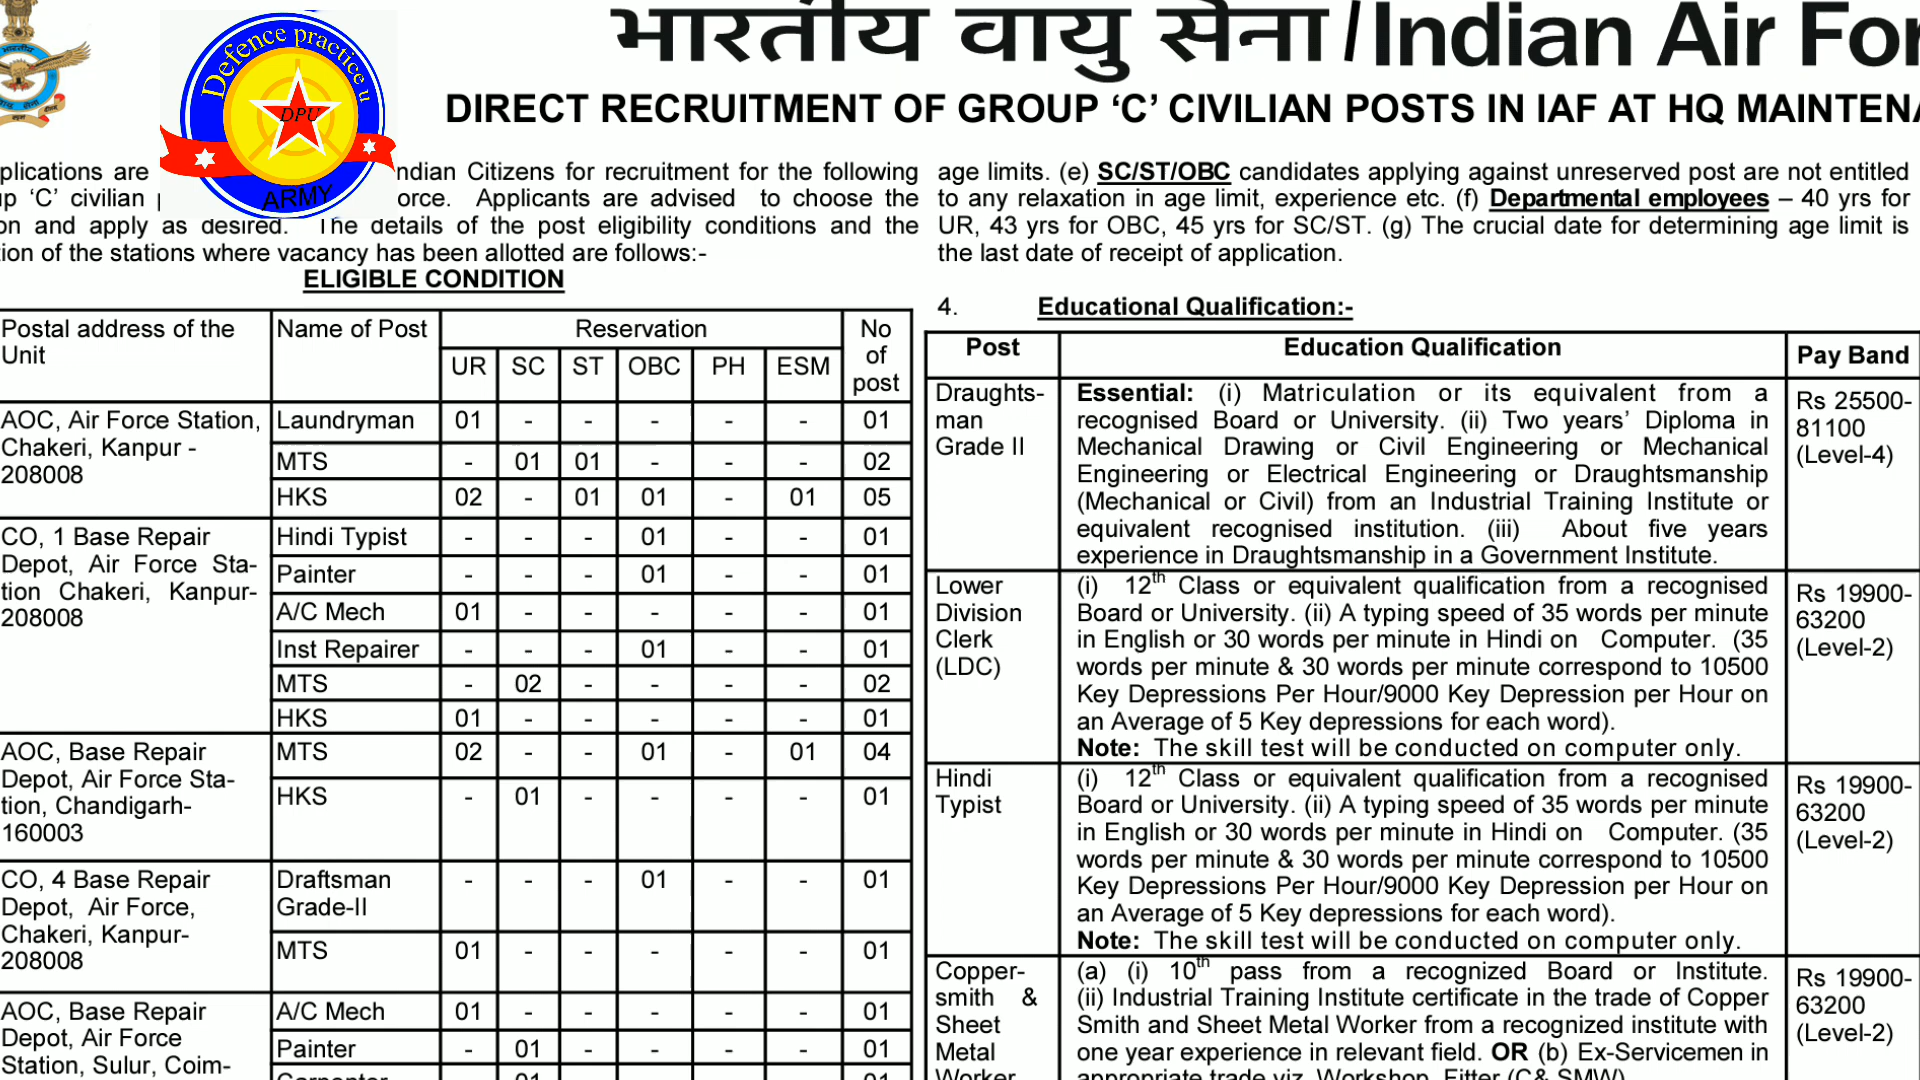 भारतीय वायु सेना/Indian Air For
DIRECT RECRUITMENT OF GROUP ‘C’ CIVILIAN POSTS IN IAF AT HQ MAINTENA
Defence practice u
DPU
ARMY
plications are ndian Citizens for recruitment for the following
up ‘C’ civilian p orce. Applicants are advised to choose the
on and apply as desired. The details of the post eligibility conditions and the
tion of the stations where vacancy has been allotted are follows:-
ELIGIBLE CONDITION
Postal address of the Unit | Name of Post | Reservation | No of post
UR SC ST OBC PH ESM
AOC, Air Force Station, Laundryman 01 - - - - - 01
Chakeri, Kanpur - MTS - 01 01 - - - 02
208008 HKS 02 - 01 01 - 01 05
CO, 1 Base Repair Hindi Typist - - - 01 - - 01
Depot, Air Force Sta- Painter - - - 01 - - 01
tion Chakeri, Kanpur- A/C Mech 01 - - - - - 01
208008 Inst Repairer - - - 01 - - 01
MTS - 02 - - - - 02
HKS 01 - - - - - 01
AOC, Base Repair MTS 02 - - 01 - 01 04
Depot, Air Force Sta-
tion, Chandigarh- HKS - 01 - - - - 01
160003
CO, 4 Base Repair Draftsman - - - 01 - - 01
Depot, Air Force, Grade-II
Chakeri, Kanpur- MTS 01 - - - - - 01
208008
AOC, Base Repair A/C Mech 01 - - - - - 01
Depot, Air Force Painter - 01 - - - - 01
Station, Sulur, Coim- Carpenter - 01 - - - - 01
age limits. (e) SC/ST/OBC candidates applying against unreserved post are not entitled
to any relaxation in age limit, experience etc. (f) Departmental employees – 40 yrs for
UR, 43 yrs for OBC, 45 yrs for SC/ST. (g) The crucial date for determining age limit is
the last date of receipt of application.
4. Educational Qualification:-
Post Education Qualification Pay Band
Draughts- Essential: (i) Matriculation or its equivalent from a Rs 25500-
man recognised Board or University. (ii) Two years’ Diploma in 81100
Grade II Mechanical Drawing or Civil Engineering or Mechanical (Level-4)
Engineering or Electrical Engineering or Draughtsmanship
(Mechanical or Civil) from an Industrial Training Institute or
equivalent recognised institution. (iii) About five years
experience in Draughtsmanship in a Government Institute.
Lower (i) 12th Class or equivalent qualification from a recognised Rs 19900-
Division Board or University. (ii) A typing speed of 35 words per minute 63200
Clerk in English or 30 words per minute in Hindi on Computer. (35 (Level-2)
(LDC) words per minute & 30 words per minute correspond to 10500
Key Depressions Per Hour/9000 Key Depression per Hour on
an Average of 5 Key depressions for each word).
Note: The skill test will be conducted on computer only.
Hindi (i) 12th Class or equivalent qualification from a recognised Rs 19900-
Typist Board or University. (ii) A typing speed of 35 words per minute 63200
in English or 30 words per minute in Hindi on Computer. (35 (Level-2)
words per minute & 30 words per minute correspond to 10500
Key Depressions Per Hour/9000 Key Depression per Hour on
an Average of 5 Key depressions for each word).
Note: The skill test will be conducted on computer only.
Copper- (a) (i) 10th pass from a recognized Board or Institute. Rs 19900-
smith & (ii) Industrial Training Institute certificate in the trade of Copper 63200
Sheet Smith and Sheet Metal Worker from a recognized institute with (Level-2)
Metal one year experience in relevant field. OR (b) Ex-Servicemen in
Worker appropriate trade viz. Workshop Fitter (C& SMW)